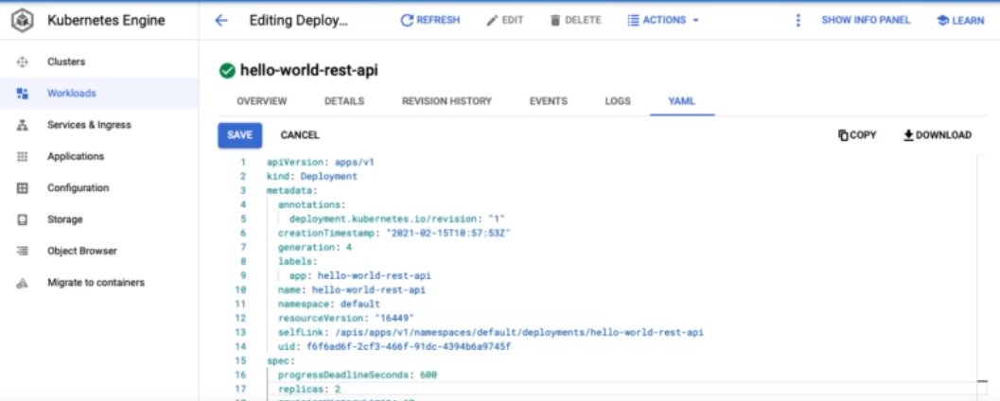 Kubernetes Engine
Editing Deploy...
REFRESH
EDIT
DELETE
ACTIONS
SHOW INFO PANEL
LEARN
Clusters
Workloads
Services & Ingress
Applications
Configuration
Storage
Object Browser
Migrate to containers
hello-world-rest-api
OVERVIEW
DETAILS
REVISION HISTORY
EVENTS
LOGS
YAML
SAVE
CANCEL
COPY
DOWNLOAD
1 apiVersion: apps/v1
2 kind: Deployment
3 metadata:
4 annotations:
5 deployment.kubernetes.io/revision: "1"
6 creationTimestamp: "2021-02-15T10:57:53Z"
7 generation: 4
8 labels:
9 app: hello-world-rest-api
10 name: hello-world-rest-api
11 namespace: default
12 resourceVersion: "16449"
13 selfLink: /apis/apps/v1/namespaces/default/deployments/hello-world-rest-api
14 uid: f6f6ad6f-2cf3-466f-91dc-4394b6a9745f
15 spec:
16 progressDeadlineSeconds: 600
17 replicas: 2